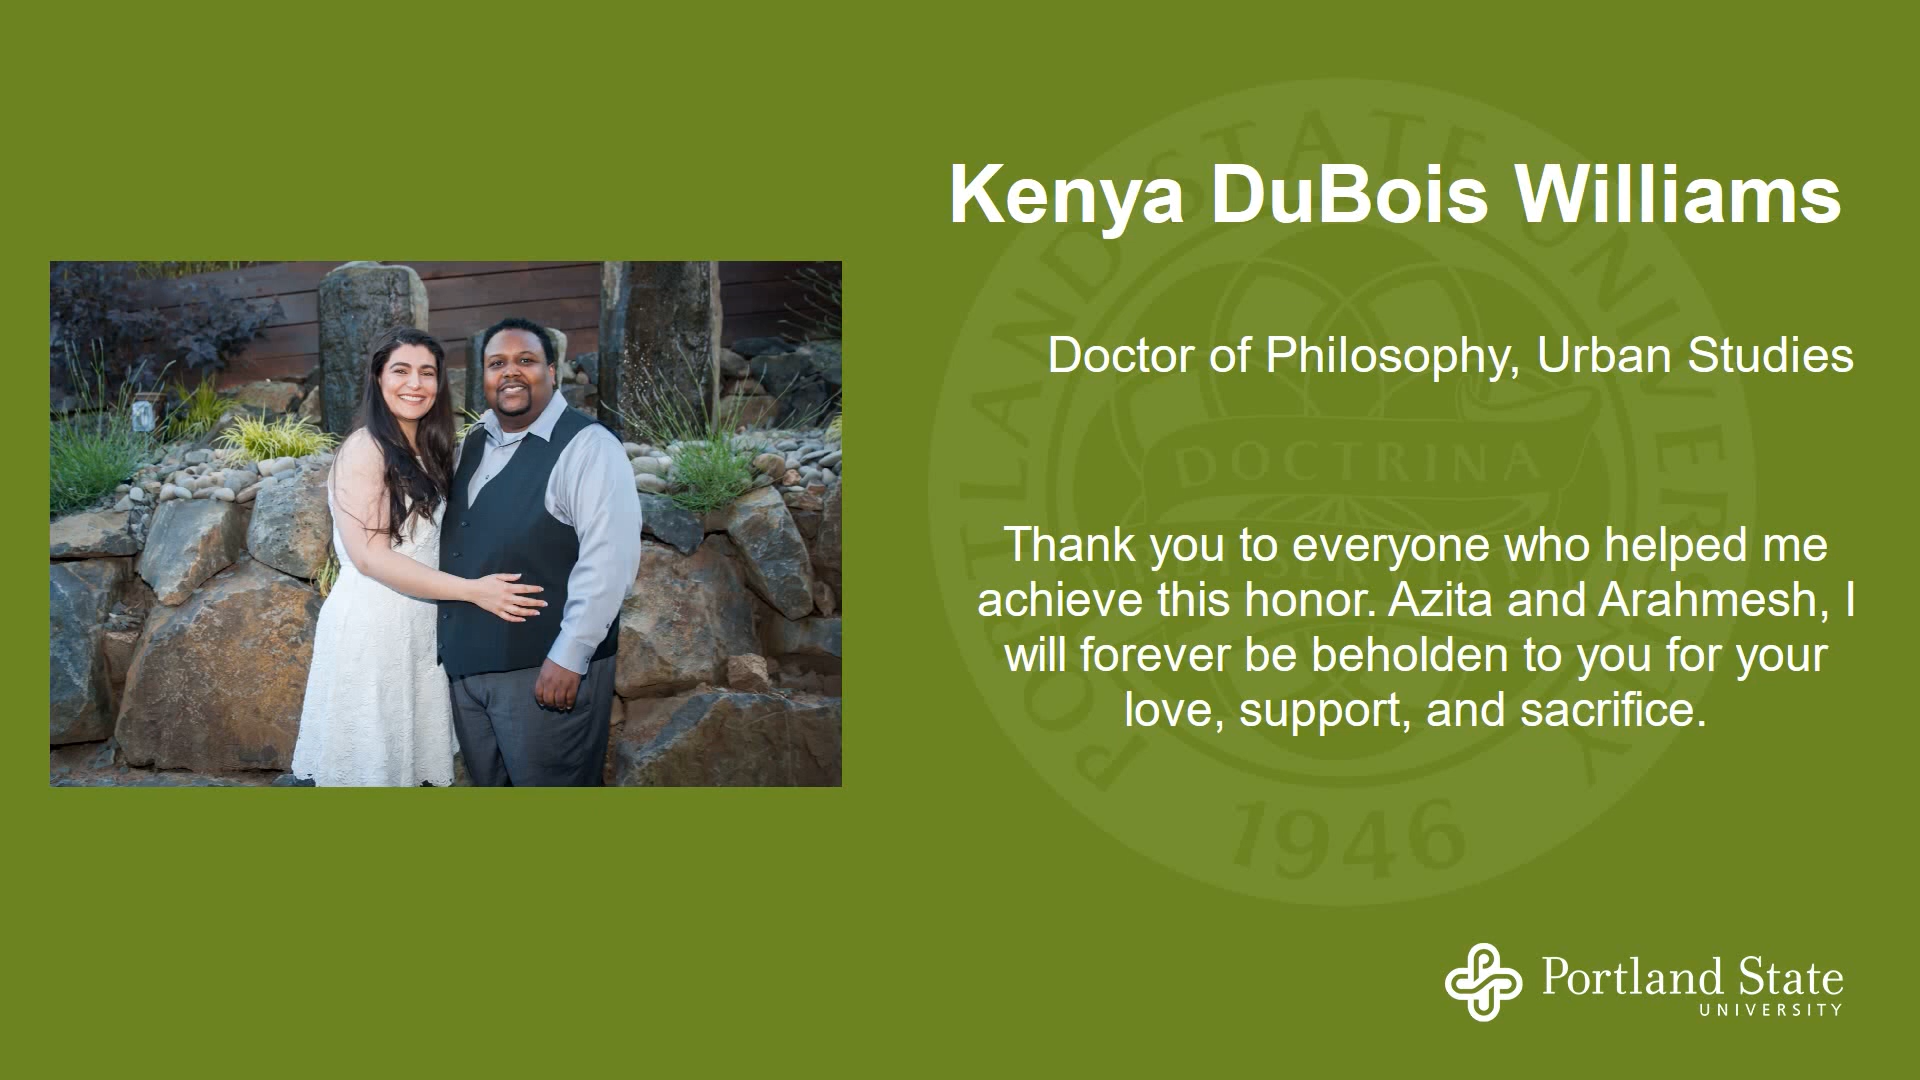 Kenya DuBois Williams
Doctor of Philosophy, Urban Studies
Thank you to everyone who helped me
achieve this honor. Azita and Arahmesh, I
will forever be beholden to you for your
love, support, and sacrifice.
PORTLAND STATE UNIVERSITY
DOCTRINA
1946
Portland State
UNIVERSITY